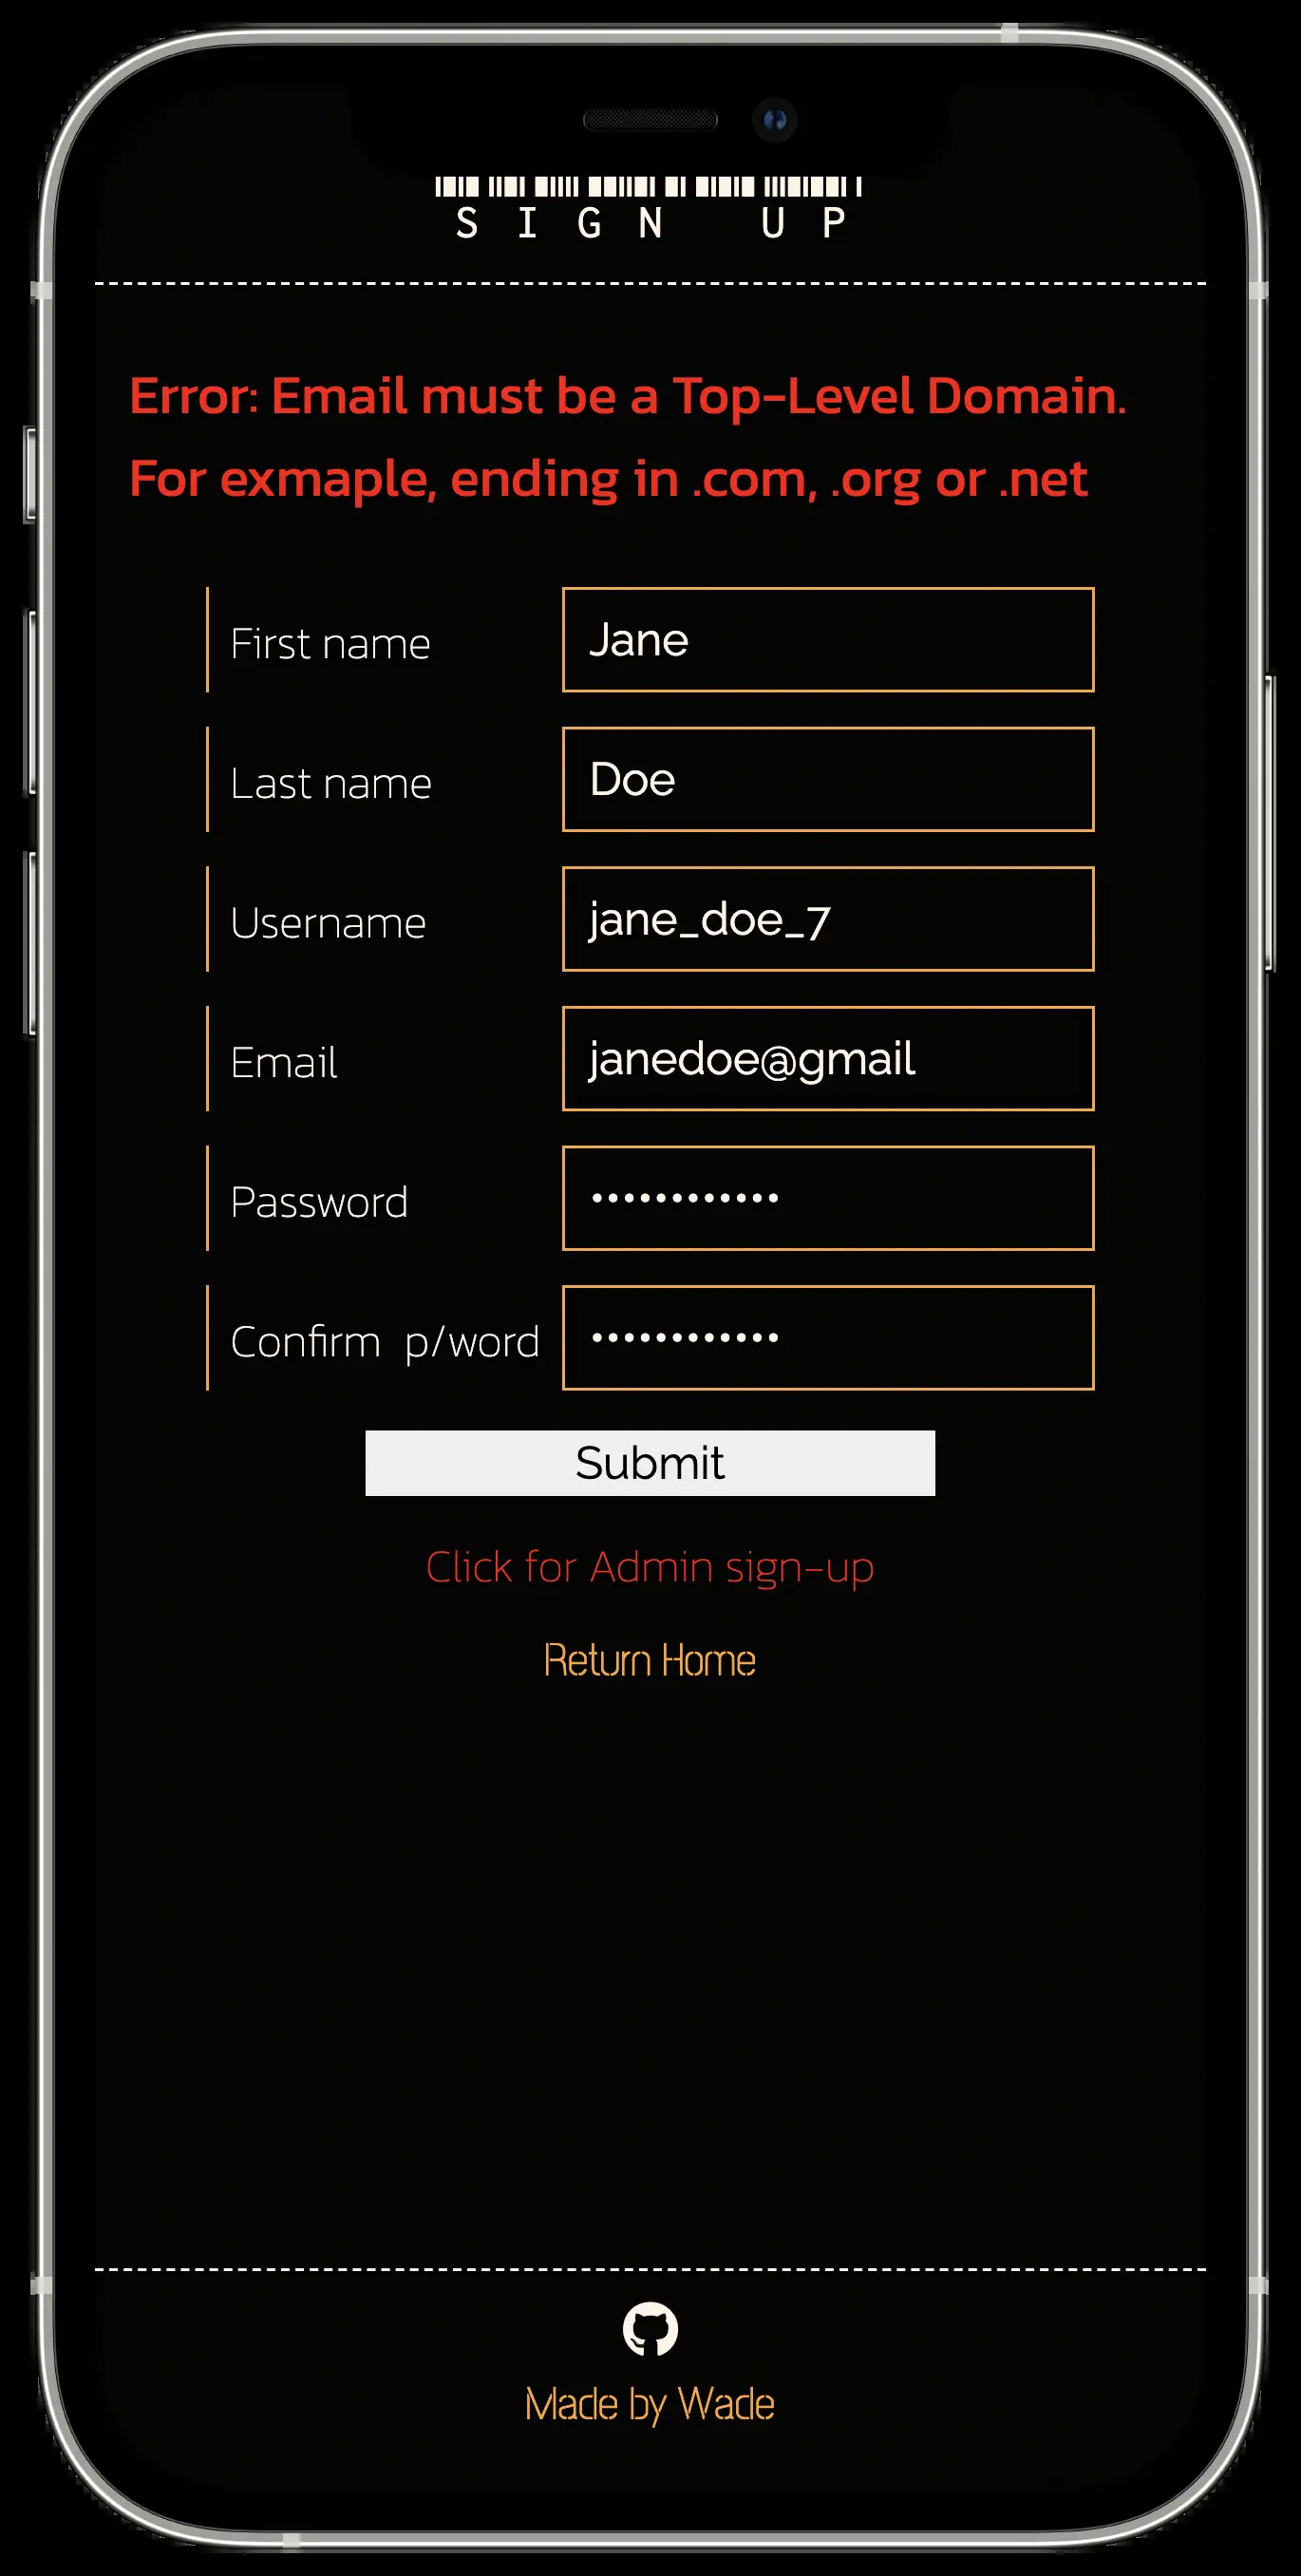 SIGN UP
Error: Email must be a Top-Level Domain.
For exmaple, ending in .com, .org or .net
First name Jane
Last name Doe
Username jane_doe_7
Email janedoe@gmail
Password ••••••••••••
Confirm p/word ••••••••••••
Submit
Click for Admin sign-up
Return Home
Made by Wade